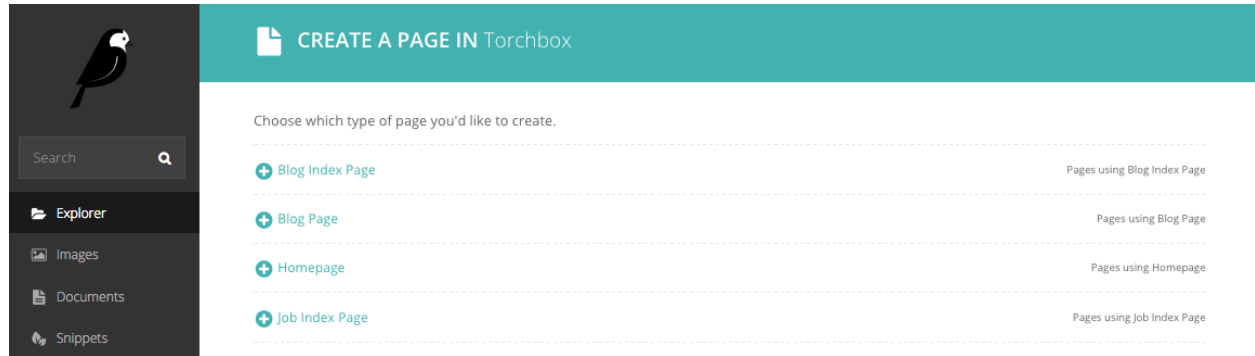 CREATE A PAGE IN Torchbox
Search
Explorer
Images
Documents
Snippets
Choose which type of page you'd like to create.
Blog Index Page Pages using Blog Index Page
Blog Page Pages using Blog Page
Homepage Pages using Homepage
Job Index Page Pages using Job Index Page